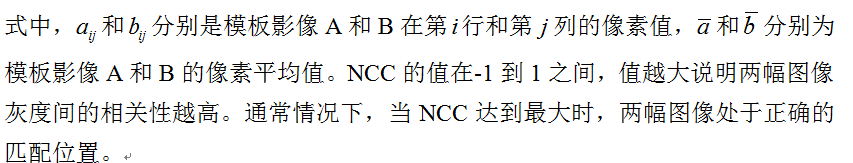 式中，a_ij 和 b_ij 分别是模板影像 A 和 B 在第 i 行和第 j 列的像素值，a̅ 和 b̅ 分别为
模板影像 A 和 B 的像素平均值。NCC 的值在-1 到 1 之间，值越大说明两幅图像
灰度间的相关性越高。通常情况下，当 NCC 达到最大时，两幅图像处于正确的
匹配位置。